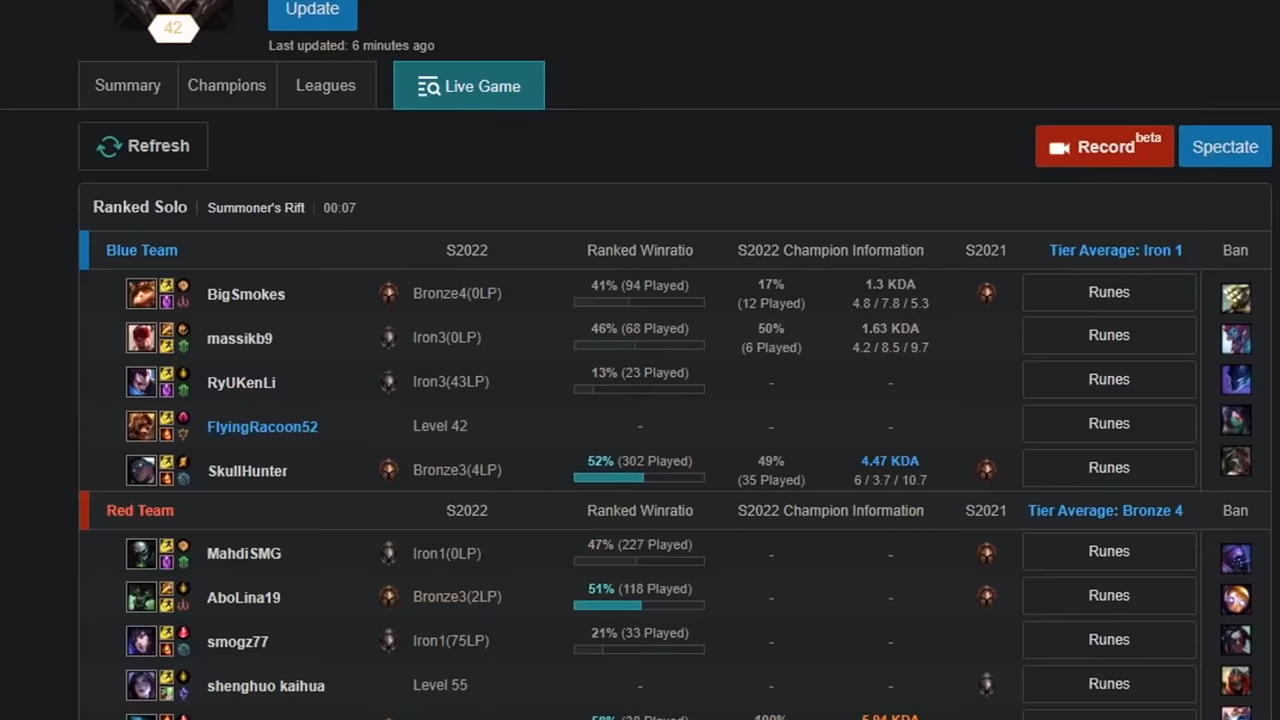 42
Update
Last updated: 6 minutes ago
Summary
Champions
Leagues
Live Game
Refresh
Record beta
Spectate
Ranked Solo | Summoner's Rift | 00:07
Blue Team S2022 Ranked Winratio S2022 Champion Information S2021 Tier Average: Iron 1 Ban
BigSmokes Bronze4(0LP) 41% (94 Played) 17% (12 Played) 1.3 KDA 4.8 / 7.8 / 5.3 Runes
massikb9 Iron3(0LP) 46% (68 Played) 50% (6 Played) 1.63 KDA 4.2 / 8.5 / 9.7 Runes
RyUKenLi Iron3(43LP) 13% (23 Played) - - Runes
FlyingRacoon52 Level 42 - - - Runes
SkullHunter Bronze3(4LP) 52% (302 Played) 49% (35 Played) 4.47 KDA 6 / 3.7 / 10.7 Runes
Red Team S2022 Ranked Winratio S2022 Champion Information S2021 Tier Average: Bronze 4 Ban
MahdiSMG Iron1(0LP) 47% (227 Played) - - Runes
AboLina19 Bronze3(2LP) 51% (118 Played) - - Runes
smogz77 Iron1(75LP) 21% (33 Played) - - Runes
shenghuo kaihua Level 55 - - - Runes